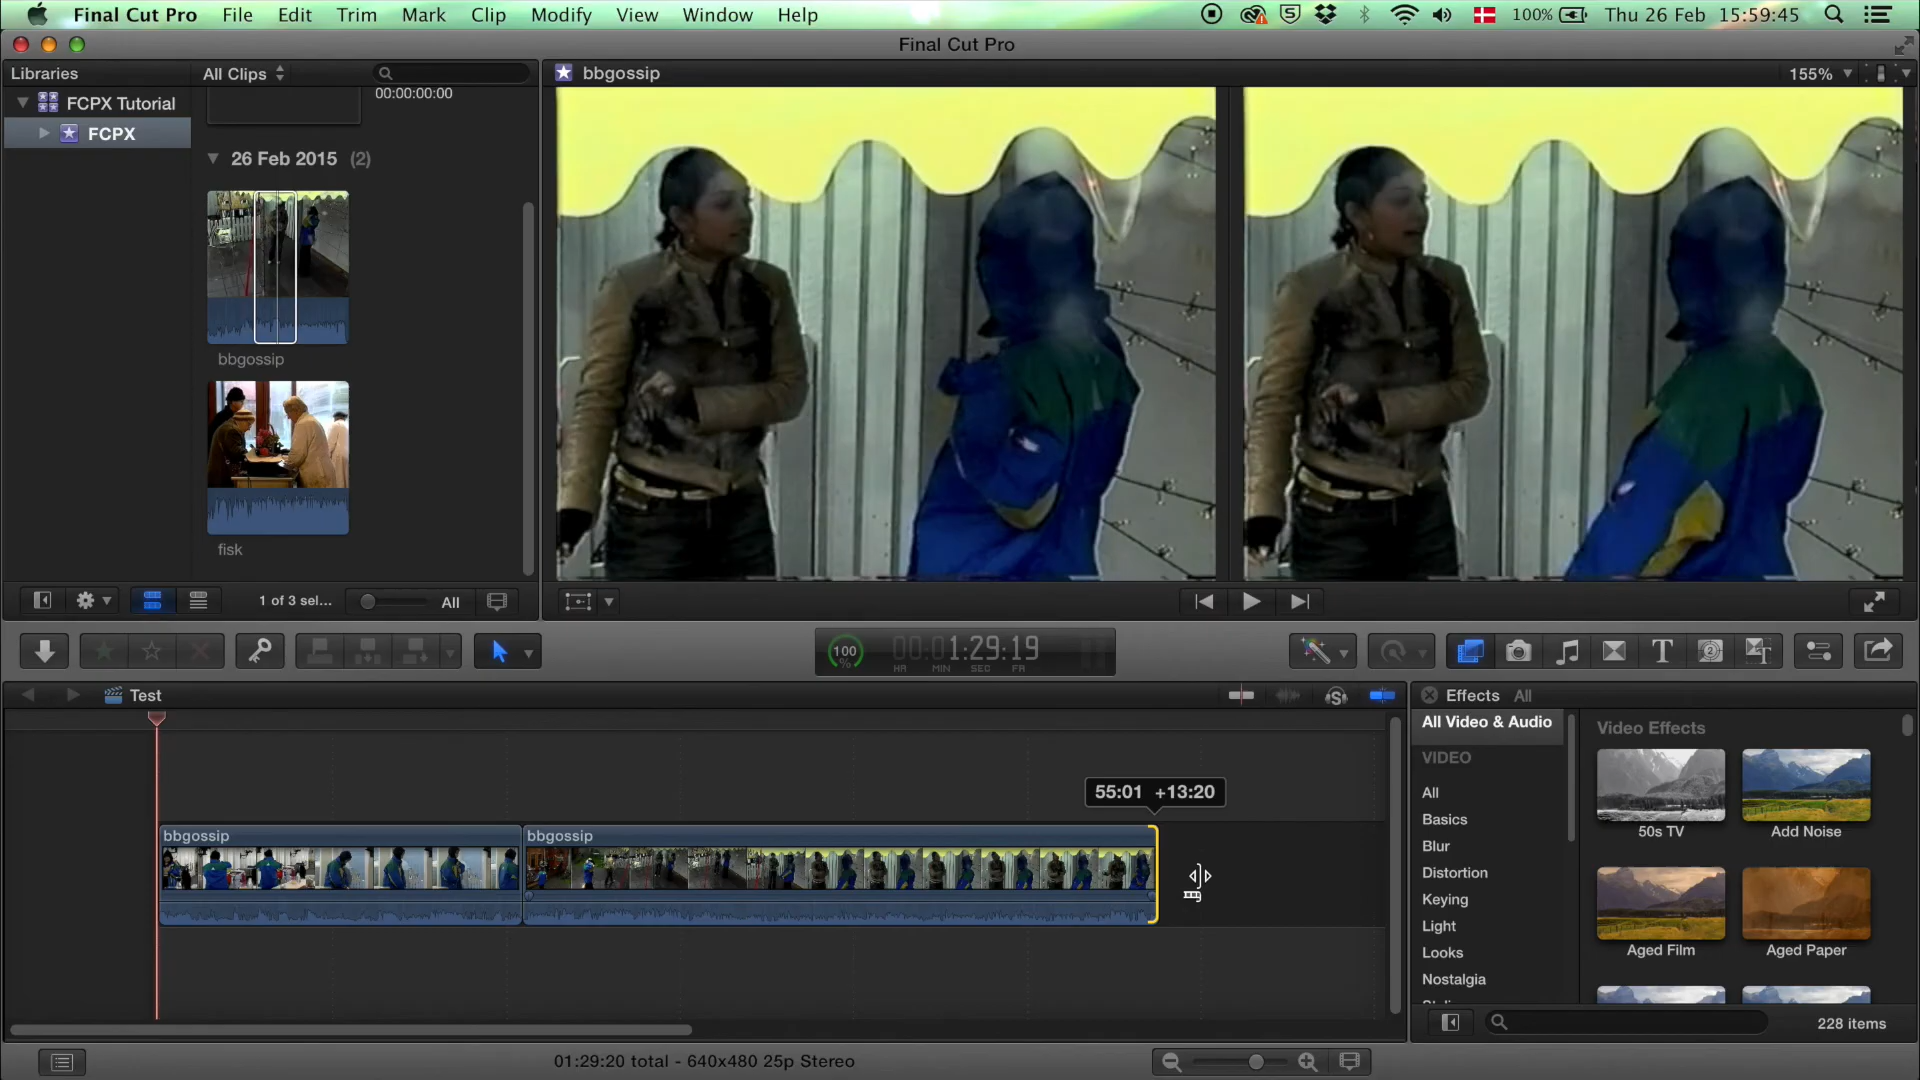 Final Cut Pro File Edit Trim Mark Clip Modify View Window Help 100% Thu 26 Feb 15:59:45
Final Cut Pro
Libraries All Clips bbgossip 155%
00:00:00:00
FCPX Tutorial
FCPX
26 Feb 2015 (2)
bbgossip
fisk
1 of 3 sel... All
100 % 00:01:29:19
HR MIN SEC FR
Test Effects All
All Video & Audio
VIDEO
All
Basics
Blur
Distortion
Keying
Light
Looks
Nostalgia
Video Effects
50s TV Add Noise
Aged Film Aged Paper
55:01 +13:20
bbgossip bbgossip
228 items
01:29:20 total - 640x480 25p Stereo